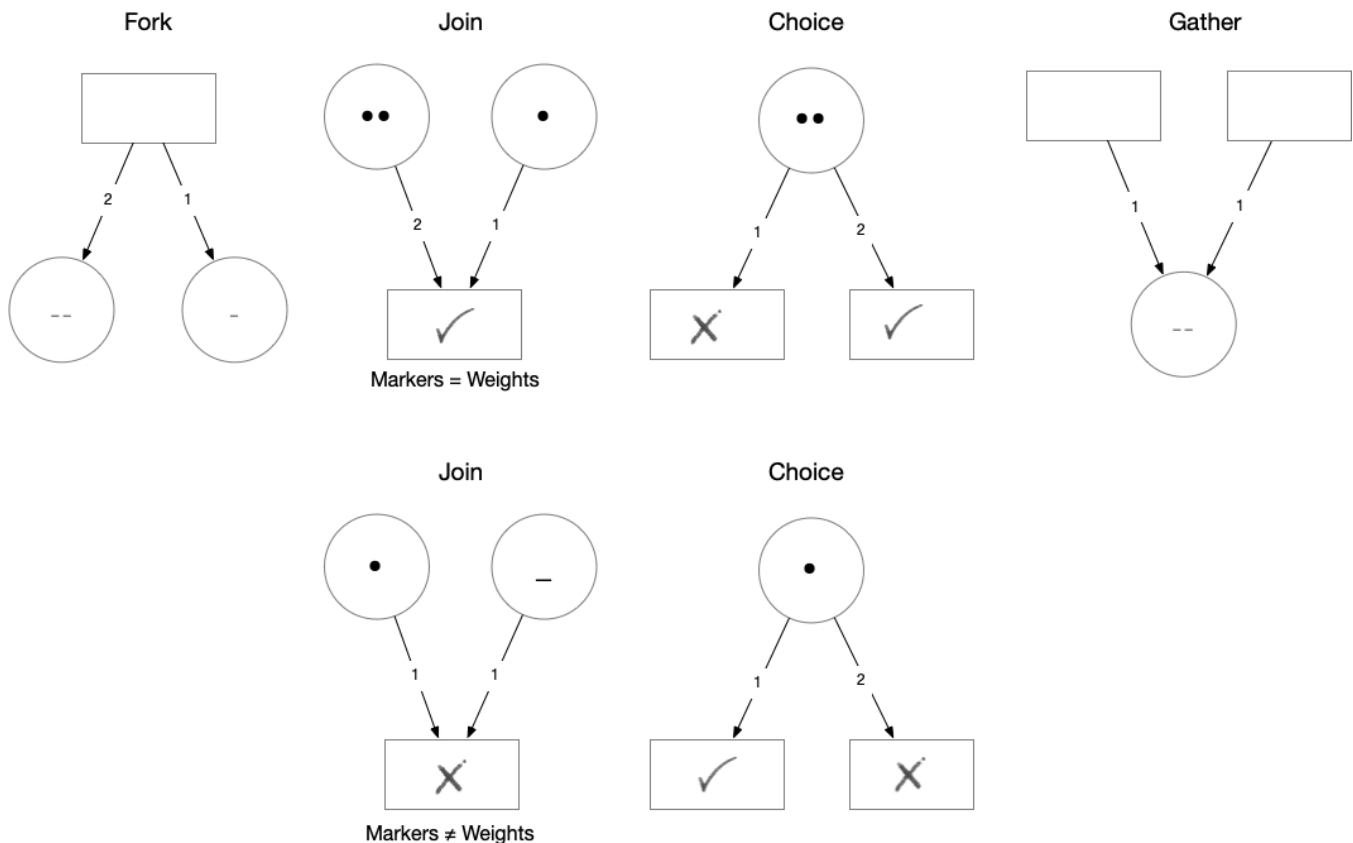 Fork
2
1
_ _
_
Join
2
1
Markers = Weights
Choice
1
2
Gather
1
1
_ _
Join
_
1
1
Markers ≠ Weights
Choice
1
2